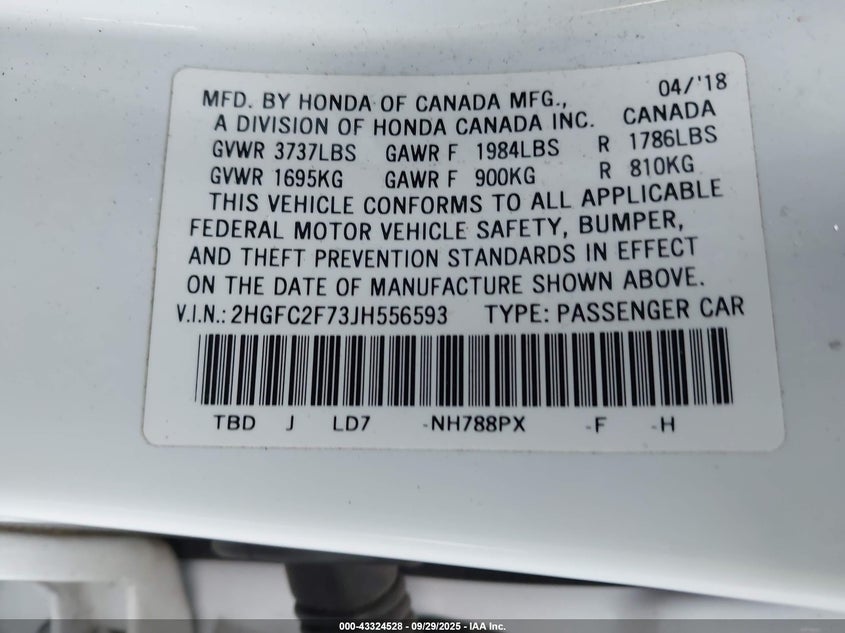 04/'18
MFD. BY HONDA OF CANADA MFG.,
A DIVISION OF HONDA CANADA INC. CANADA
GVWR 3737LBS GAWR F 1984LBS R 1786LBS
GVWR 1695KG GAWR F 900KG R 810KG
THIS VEHICLE CONFORMS TO ALL APPLICABLE
FEDERAL MOTOR VEHICLE SAFETY, BUMPER,
AND THEFT PREVENTION STANDARDS IN EFFECT
ON THE DATE OF MANUFACTURE SHOWN ABOVE.
V.I.N.: 2HGFC2F73JH556593 TYPE: PASSENGER CAR
TBD J LD7 -NH788PX -F -H
000-43324528 - 09/29/2025 - IAA Inc.